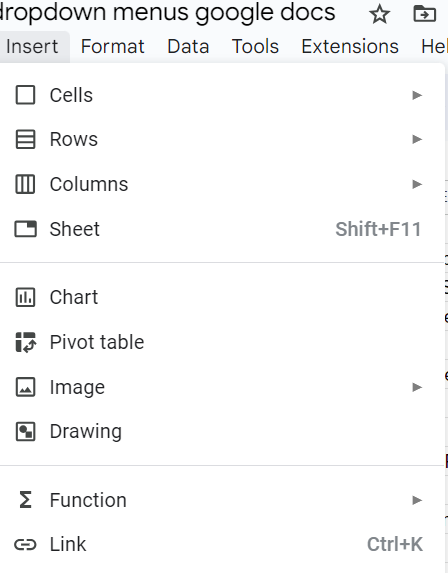 dropdown menus google docs
Insert Format Data Tools Extensions
Cells
Rows
Columns
Sheet Shift+F11
Chart
Pivot table
Image
Drawing
Function
Link Ctrl+K